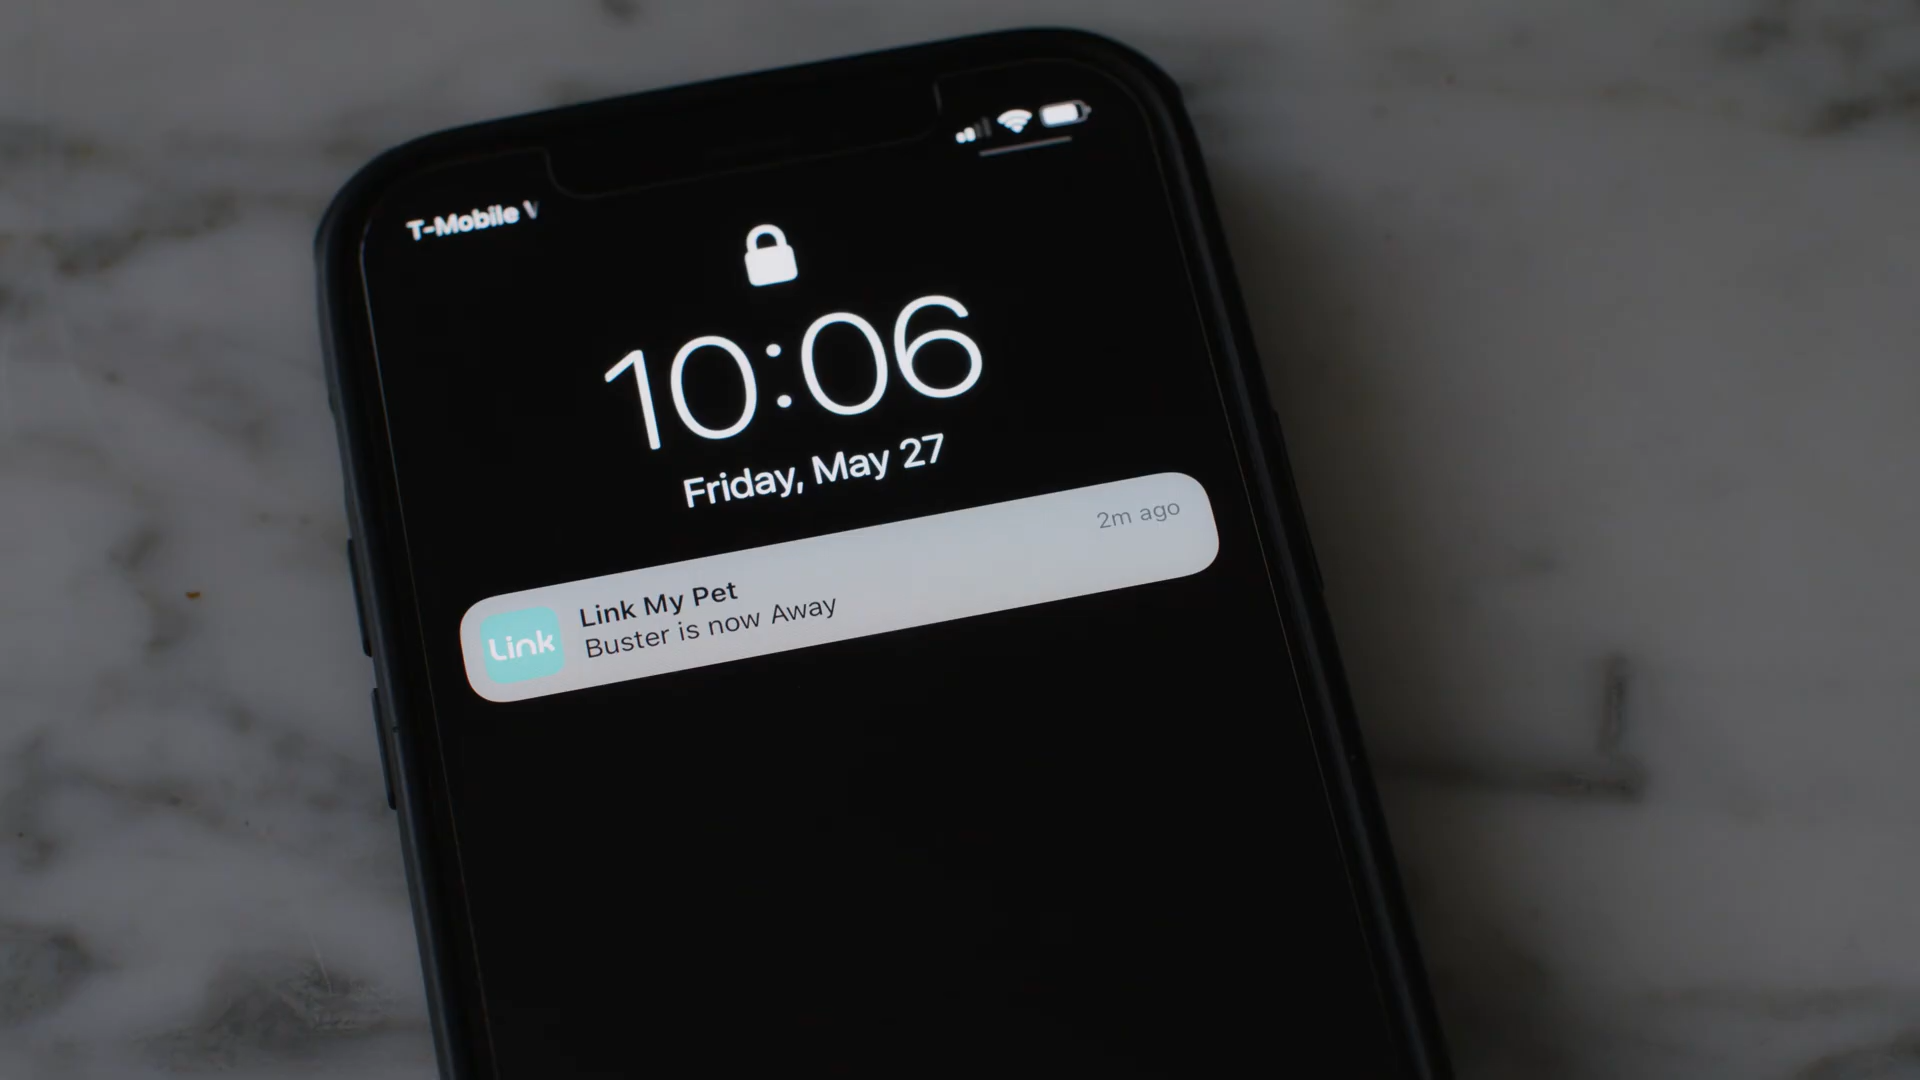 T-Mobile
10:06
Friday, May 27
2m ago
Link My Pet
Link
Buster is now Away